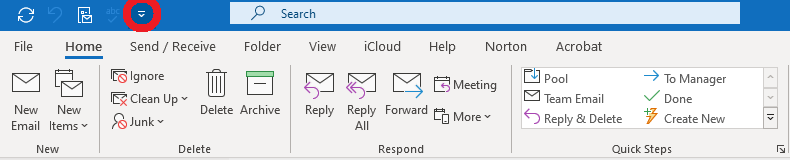 abc
Search
File Home Send / Receive Folder View iCloud Help Norton Acrobat
New Email
New Items
Ignore
Clean Up
Junk
Delete
Archive
Reply
Reply All
Forward
Meeting
More
Pool
Team Email
Reply & Delete
To Manager
Done
Create New
New Delete Respond Quick Steps